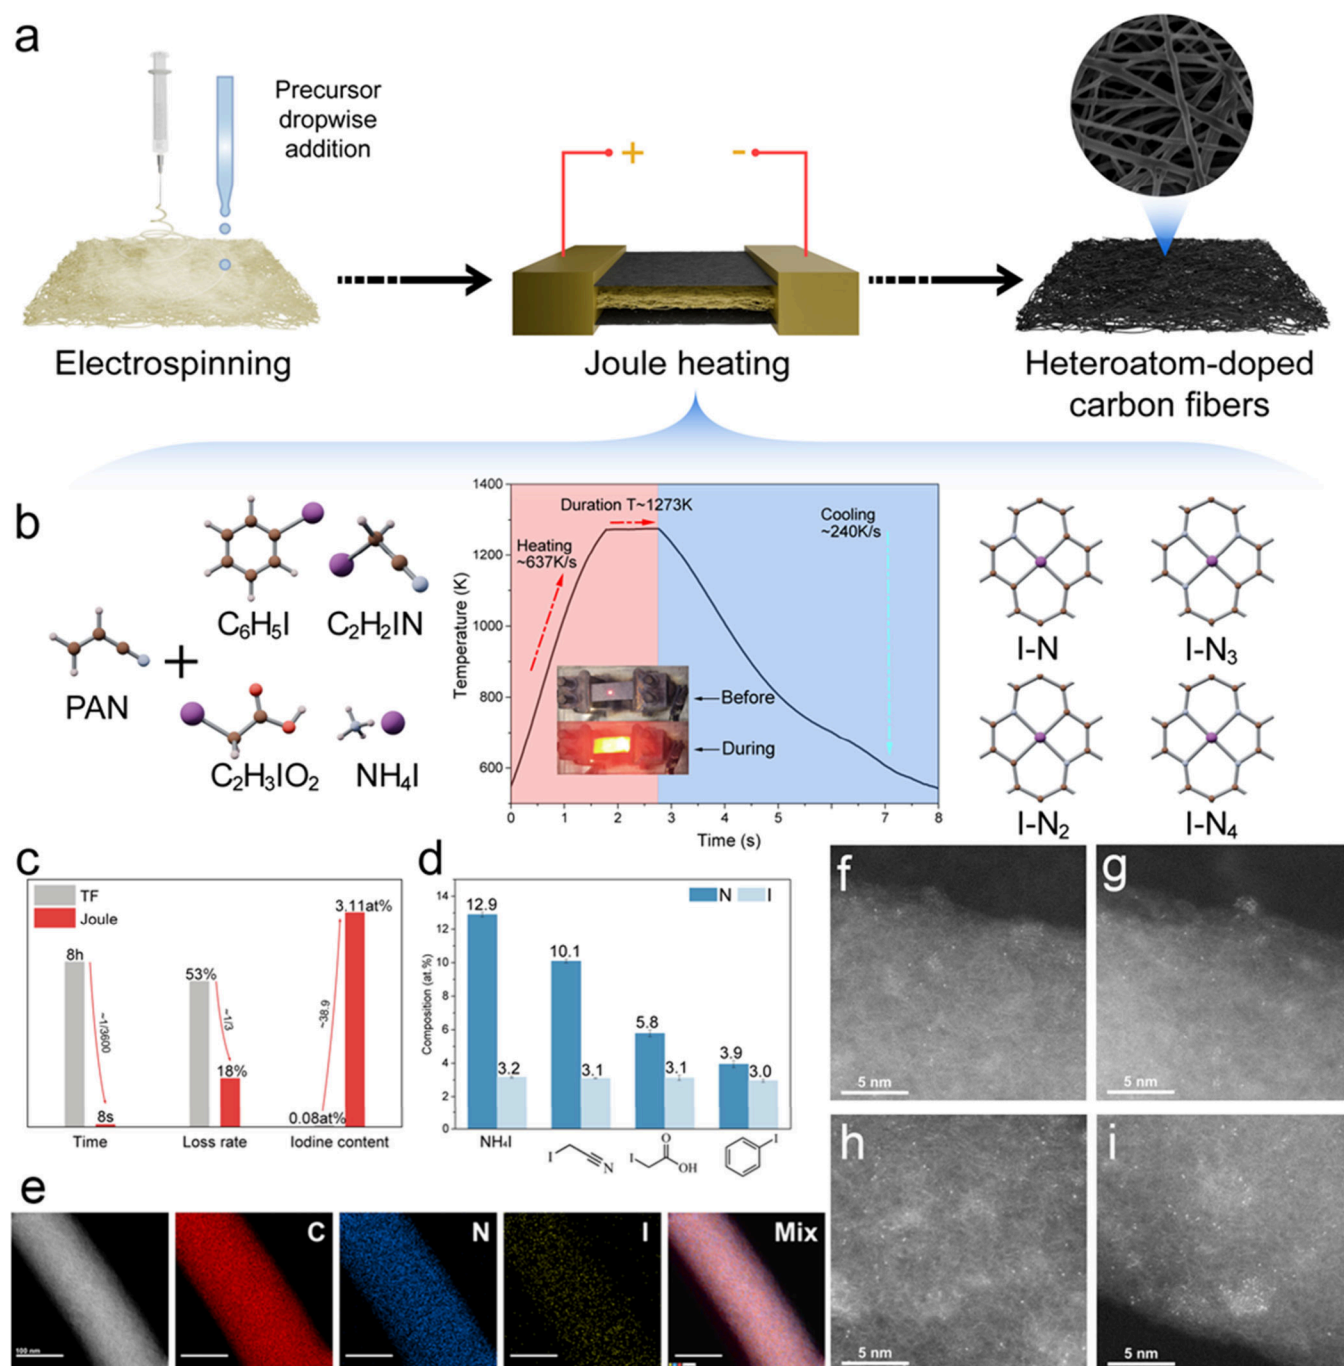 a
Precursor
dropwise
addition
+
-
Electrospinning
Joule heating
Heteroatom-doped
carbon fibers
b
C₆H₅I
C₂H₂IN
PAN
+
C₂H₃IO₂
NH₄I
Temperature (K)
1400
1200
1000
800
600
Duration T~1273K
Heating
~637K/s
Cooling
~240K/s
Before
During
0 1 2 3 4 5 6 7 8
Time (s)
I-N
I-N₃
I-N₂
I-N₄
c
TF
Joule
8h
~1/3600
8s
53%
~1/3
18%
0.08at%
~38.9
3.11at%
Time
Loss rate
Iodine content
d
Composition (at.%)
14
12
10
8
6
4
2
0
N
I
12.9
3.2
10.1
3.1
5.8
3.1
3.9
3.0
NH₄I
I
N
I
O
OH
I
e
100 nm
C
N
I
Mix
f
5 nm
g
5 nm
h
5 nm
i
5 nm